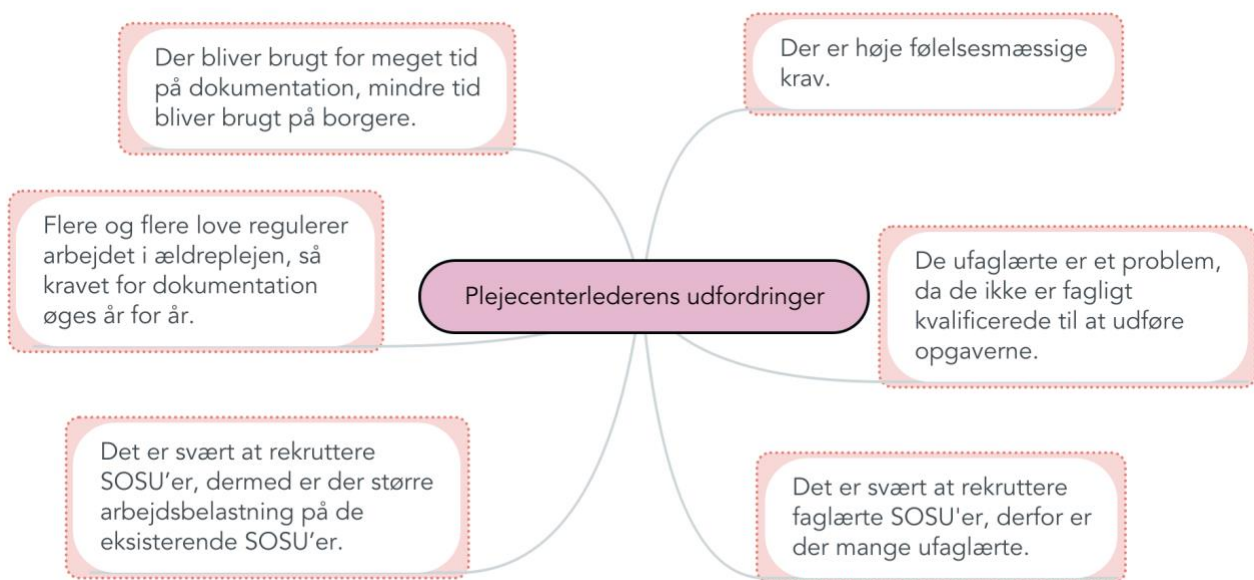 Der bliver brugt for meget tid
på dokumentation, mindre tid
bliver brugt på borgere.
Der er høje følelsesmæssige
krav.
Flere og flere love regulerer
arbejdet i ældreplejen, så
kravet for dokumentation
øges år for år.
Plejecenterlederens udfordringer
De ufaglærte er et problem,
da de ikke er fagligt
kvalificerede til at udføre
opgaverne.
Det er svært at rekruttere
SOSU’er, dermed er der større
arbejdsbelastning på de
eksisterende SOSU’er.
Det er svært at rekruttere
faglærte SOSU'er, derfor er
der mange ufaglærte.